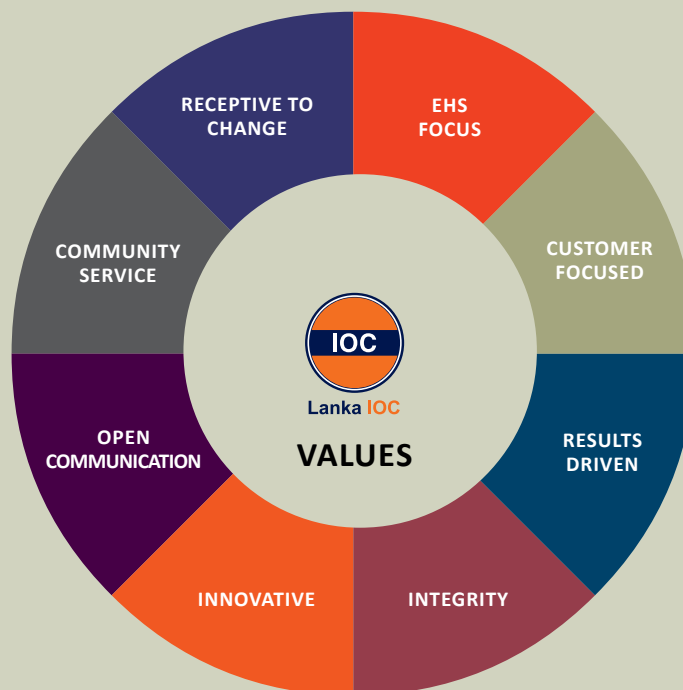 RECEPTIVE TO
CHANGE
EHS
FOCUS
COMMUNITY
SERVICE
CUSTOMER
FOCUSED
IOC
Lanka IOC
VALUES
OPEN
COMMUNICATION
RESULTS
DRIVEN
INNOVATIVE
INTEGRITY